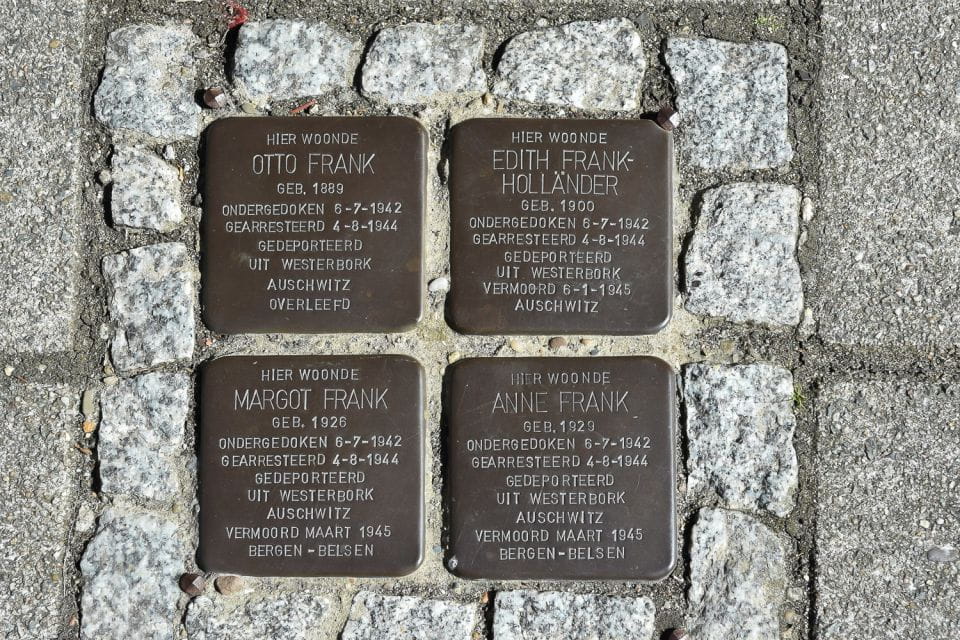 HIER WOONDE
OTTO FRANK
GEB. 1889
ONDERGEDOKEN 6-7-1942
GEARRESTEERD 4-8-1944
GEDEPORTEERD
UIT WESTERBORK
AUSCHWITZ
OVERLEEFD
HIER WOONDE
EDITH FRANK-
HOLLÄNDER
GEB. 1900
ONDERGEDOKEN 6-7-1942
GEARRESTEERD 4-8-1944
GEDEPORTEERD
UIT WESTERBORK
VERMOORD 6-1-1945
AUSCHWITZ
HIER WOONDE
MARGOT FRANK
GEB. 1926
ONDERGEDOKEN 6-7-1942
GEARRESTEERD 4-8-1944
GEDEPORTEERD
UIT WESTERBORK
AUSCHWITZ
VERMOORD MAART 1945
BERGEN-BELSEN
HIER WOONDE
ANNE FRANK
GEB. 1929
ONDERGEDOKEN 6-7-1942
GEARRESTEERD 4-8-1944
GEDEPORTEERD
UIT WESTERBORK
AUSCHWITZ
VERMOORD MAART 1945
BERGEN-BELSEN